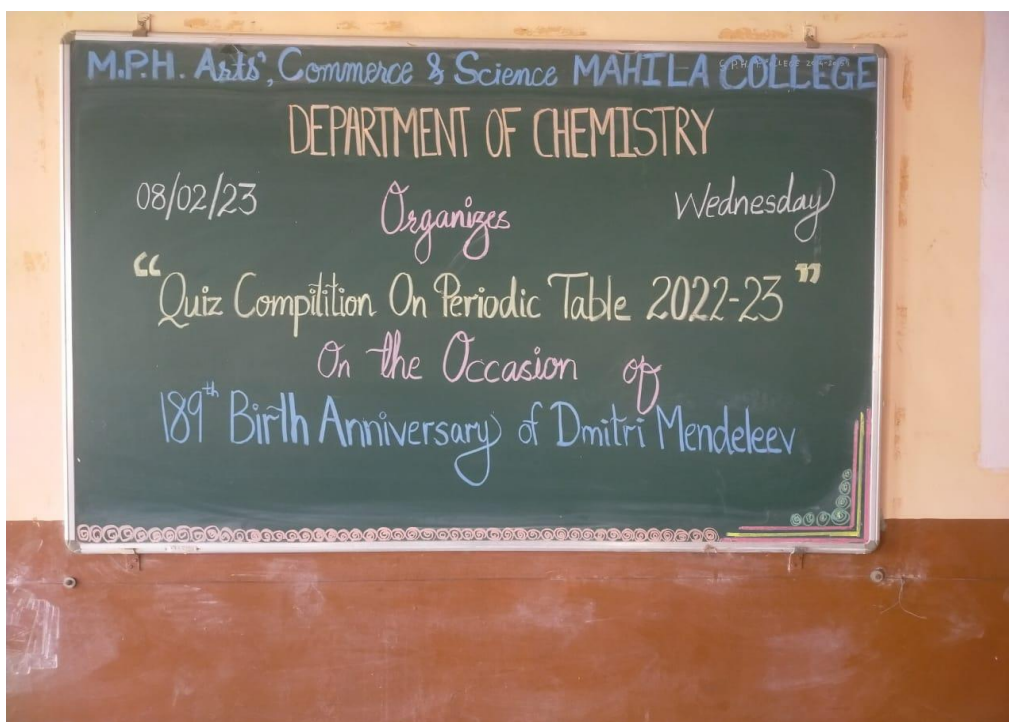 M.P.H. Arts', Commerce & Science MAHILA COLLEGE
DEPARTMENT OF CHEMISTRY
08/02/23 Organizes Wednesday
"Quiz Compitition On Periodic Table 2022-23"
On the Occasion of
189th Birth Anniversary of Dmitri Mendeleev